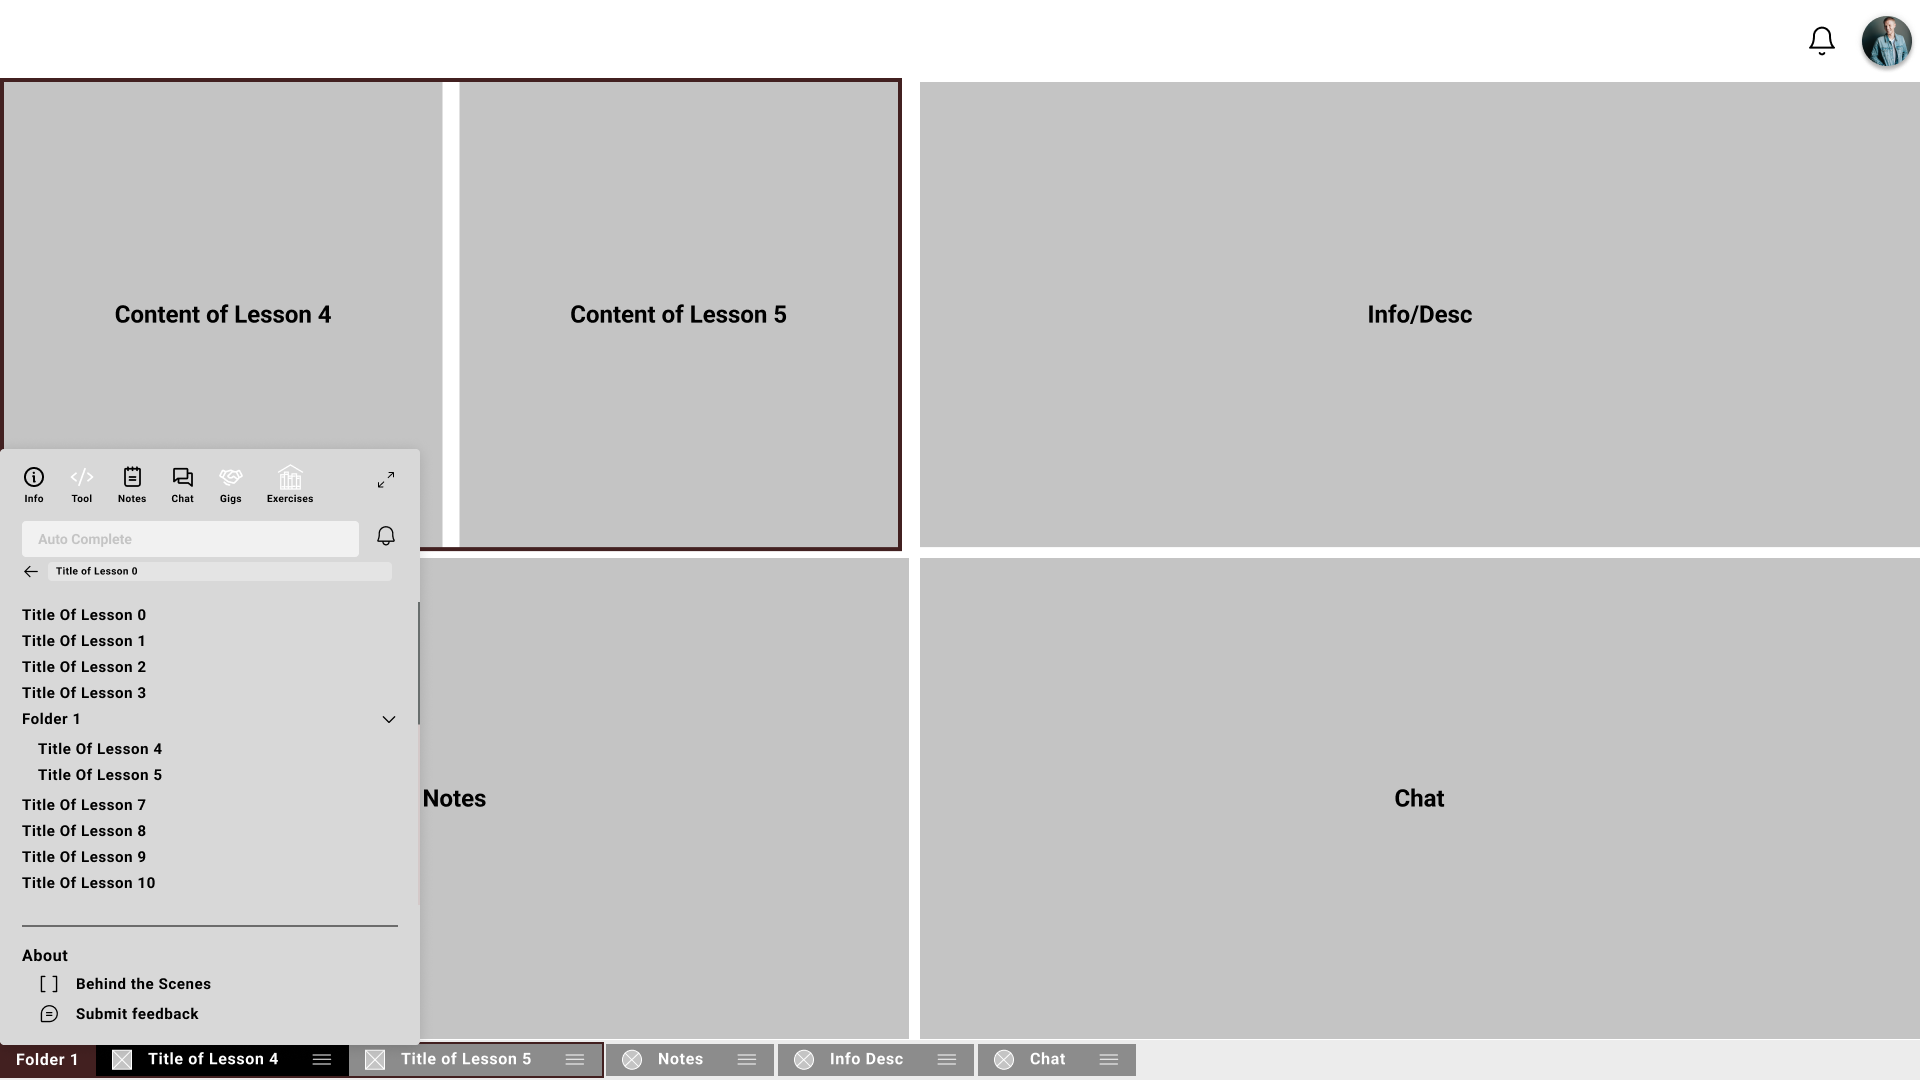 Content of Lesson 4
Content of Lesson 5
Info/Desc
Info
Tool
Notes
Chat
Gigs
Exercises
Auto Complete
Title of Lesson 0
Title Of Lesson 0
Title Of Lesson 1
Title Of Lesson 2
Title Of Lesson 3
Folder 1
Title Of Lesson 4
Title Of Lesson 5
Title Of Lesson 7
Title Of Lesson 8
Title Of Lesson 9
Title Of Lesson 10
About
Behind the Scenes
Submit feedback
Notes
Chat
Folder 1
Title of Lesson 4
Title of Lesson 5
Notes
Info Desc
Chat